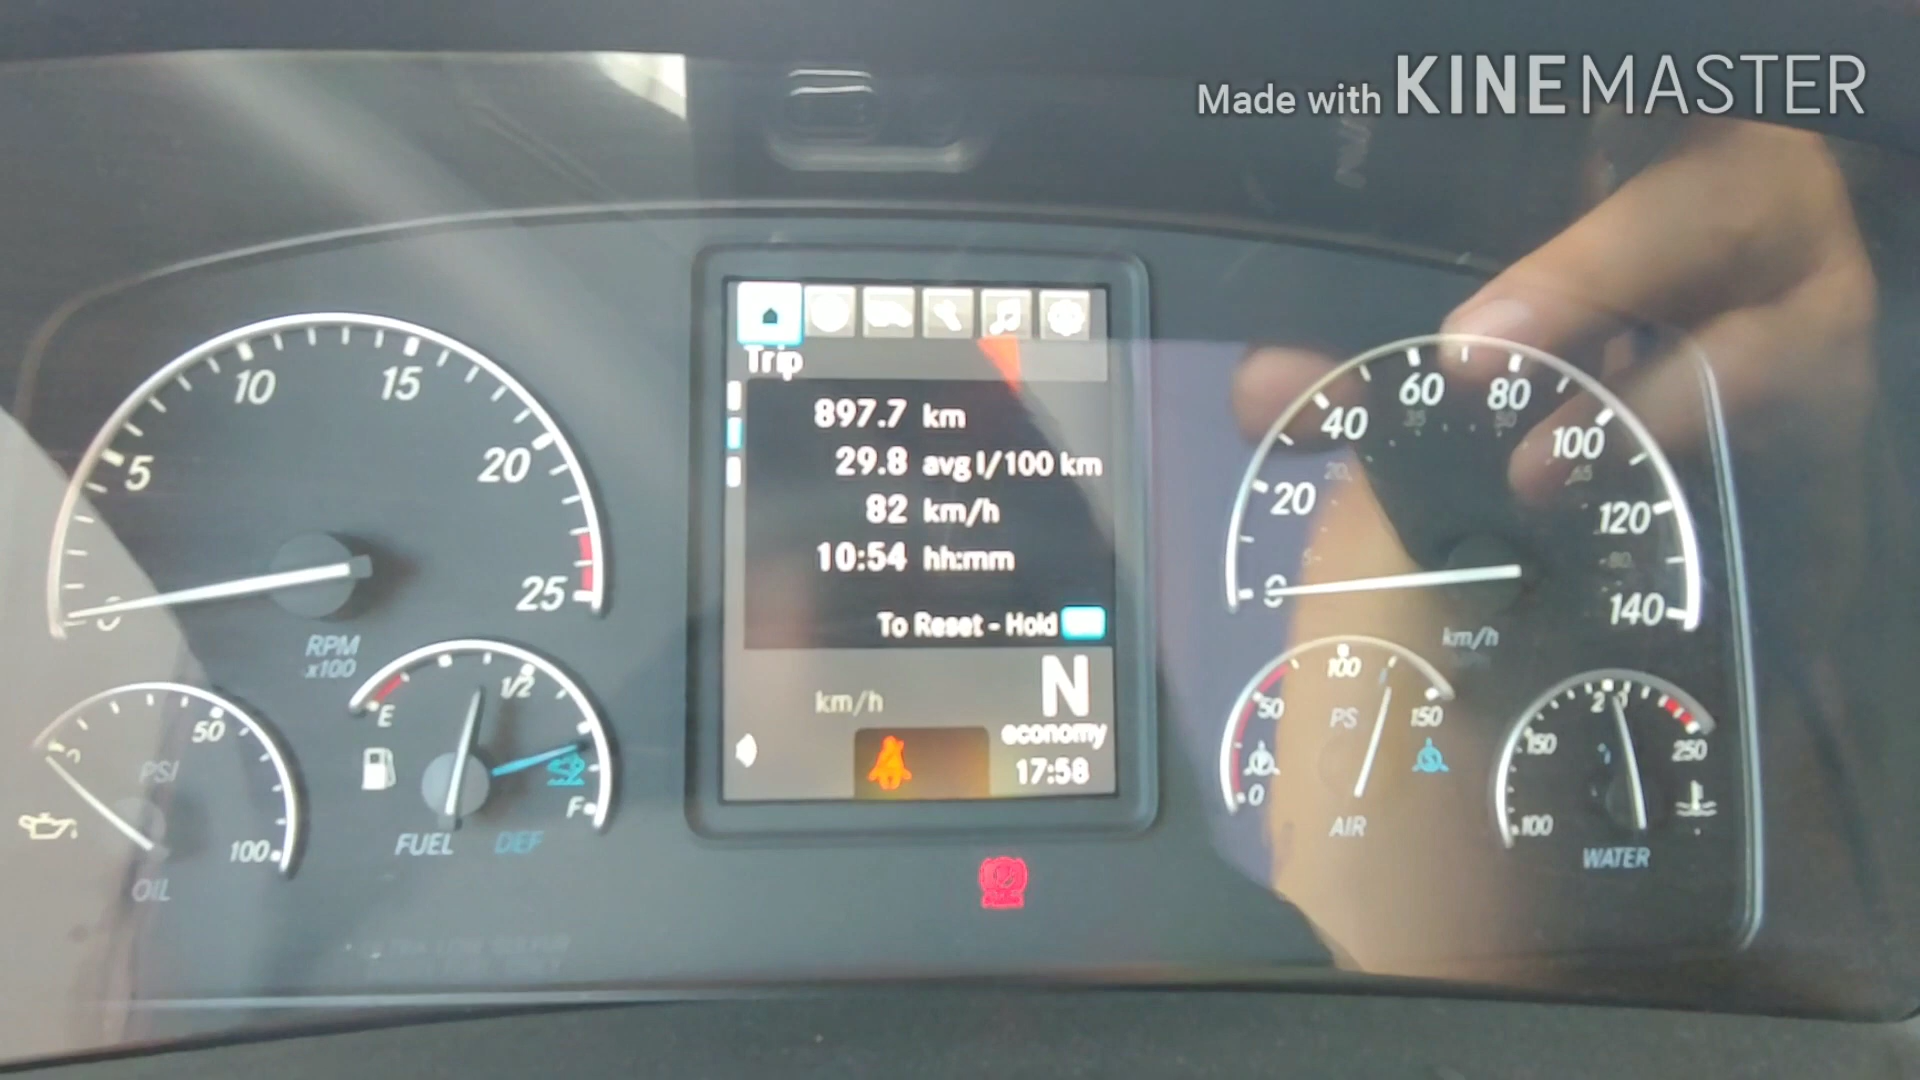 Made with KINEMASTER
Trip
897.7 km
29.8 avg l/100 km
82 km/h
10:54 hh:mm
To Reset - Hold
km/h
N
economy
17:58
5
10
15
20
25
RPM
x100
0
50
100
PSI
OIL
E
1/2
F
FUEL
DEF
0
20
40
60
80
100
120
140
km/h
0
50
100
150
AIR
100
150
250
WATER